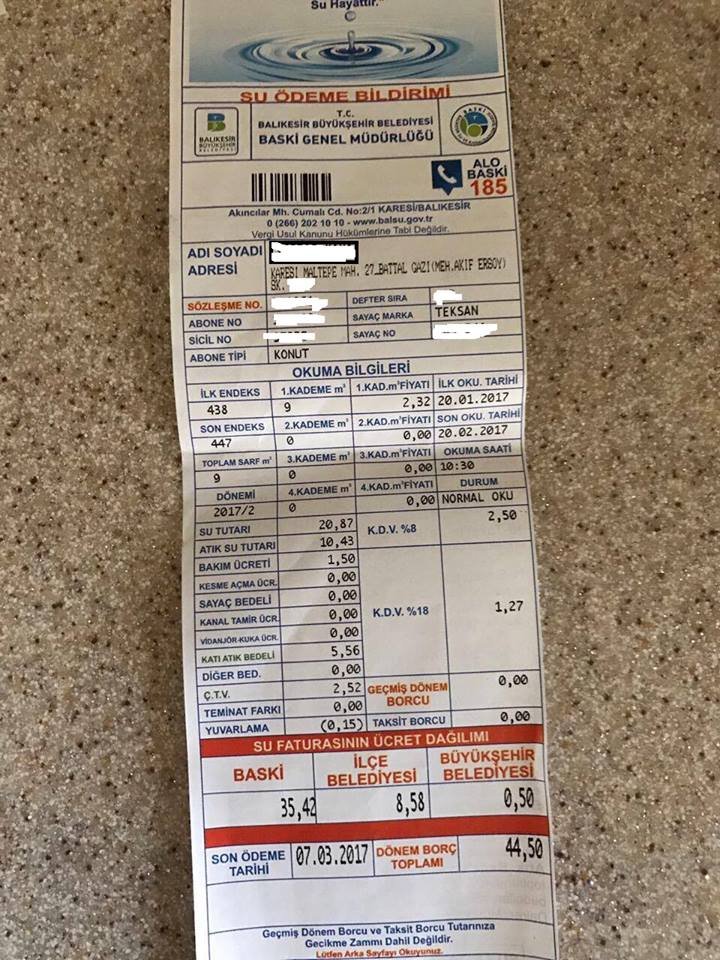 Su Hayattır."
SU ÖDEME BİLDİRİMİ
T.C.
BALIKESİR BÜYÜKŞEHİR BELEDİYESİ
BASKİ GENEL MÜDÜRLÜĞÜ
BALIKESİR
BÜYÜKŞEHİR
BELEDİYESİ
BASKİ
ALO
BASKİ
185
Akıncılar Mh. Cumalı Cd. No:2/1 KARESİ/BALIKESİR
0 (266) 202 10 10 - www.balsu.gov.tr
Vergi Usul Kanunu Hükümlerine Tabi Değildir.
ADI SOYADI
ADRESİ KARESI MALTEPE MAH. 27_BATTAL GAZI(MEH.AKIF ERSOY)
SK.
SÖZLEŞME NO. DEFTER SIRA
ABONE NO SAYAÇ MARKA TEKSAN
SİCİL NO SAYAÇ NO
ABONE TİPİ KONUT
OKUMA BİLGİLERİ
İLK ENDEKS 1.KADEME m³ 1.KAD.m³FİYATI İLK OKU. TARİHİ
438 9 2,32 20.01.2017
SON ENDEKS 2.KADEME m³ 2.KAD.m³FİYATI SON OKU. TARİHİ
447 0 0,00 20.02.2017
TOPLAM SARF m³ 3.KADEME m³ 3.KAD.m³FİYATI OKUMA SAATİ
9 0 0,00 10:30
DÖNEMİ 4.KADEME m³ 4.KAD.m³FİYATI DURUM
2017/2 0 0,00 NORMAL OKU
SU TUTARI 20,87 K.D.V. %8 2,50
ATIK SU TUTARI 10,43
BAKIM ÜCRETİ 1,50
KESME AÇMA ÜCR. 0,00
SAYAÇ BEDELİ 0,00
KANAL TAMİR ÜCR. 0,00 K.D.V. %18 1,27
VİDANJÖR-KUKA ÜCR. 0,00
KATI ATIK BEDELİ 5,56
DİĞER BED. 0,00
Ç.T.V. 2,52 GEÇMİŞ DÖNEM BORCU 0,00
TEMİNAT FARKI 0,00
YUVARLAMA (0,15) TAKSİT BORCU 0,00
SU FATURASININ ÜCRET DAĞILIMI
BASKİ İLÇE BELEDİYESİ BÜYÜKŞEHİR BELEDİYESİ
35,42 8,58 0,50
SON ÖDEME TARİHİ 07.03.2017 DÖNEM BORÇ TOPLAMI 44,50
Geçmiş Dönem Borcu ve Taksit Borcu Tutarınıza
Gecikme Zammı Dahil Değildir.
Lütfen Arka Sayfayı Okuyunuz.